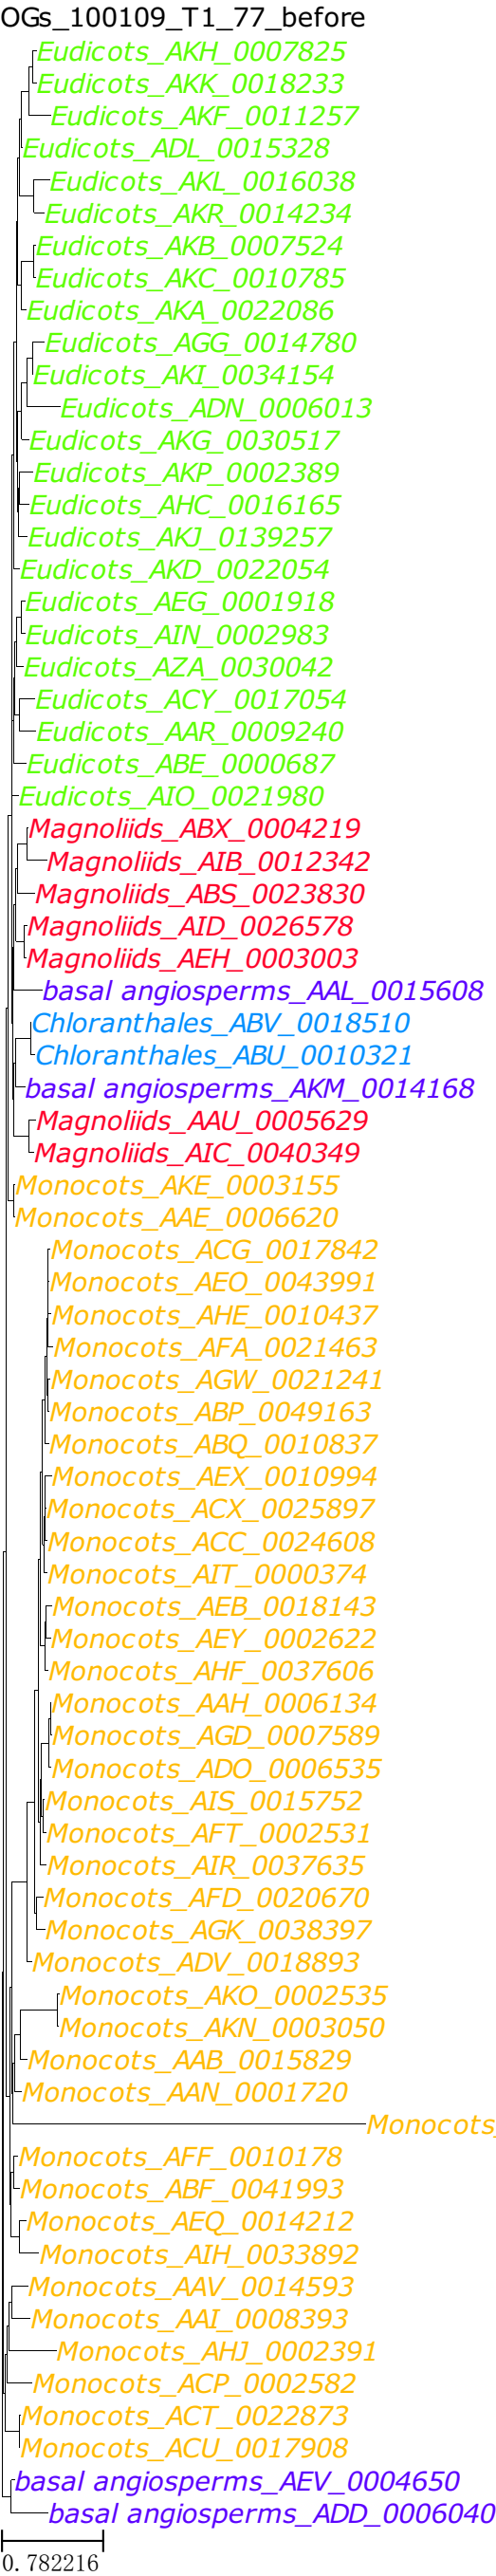 OGs_100109_T1_77_before
Eudicots_AKH_0007825
Eudicots_AKK_0018233
Eudicots_AKF_0011257
Eudicots_ADL_0015328
Eudicots_AKL_0016038
Eudicots_AKR_0014234
Eudicots_AKB_0007524
Eudicots_AKC_0010785
Eudicots_AKA_0022086
Eudicots_AGG_0014780
Eudicots_AKI_0034154
Eudicots_ADN_0006013
Eudicots_AKG_0030517
Eudicots_AKP_0002389
Eudicots_AHC_0016165
Eudicots_AKJ_0139257
Eudicots_AKD_0022054
Eudicots_AEG_0001918
Eudicots_AIN_0002983
Eudicots_AZA_0030042
Eudicots_ACY_0017054
Eudicots_AAR_0009240
Eudicots_ABE_0000687
Eudicots_AIO_0021980
Magnoliids_ABX_0004219
Magnoliids_AIB_0012342
Magnoliids_ABS_0023830
Magnoliids_AID_0026578
Magnoliids_AEH_0003003
basal angiosperms_AAL_0015608
Chloranthales_ABV_0018510
Chloranthales_ABU_0010321
basal angiosperms_AKM_0014168
Magnoliids_AAU_0005629
Magnoliids_AIC_0040349
Monocots_AKE_0003155
Monocots_AAE_0006620
Monocots_ACG_0017842
Monocots_AEO_0043991
Monocots_AHE_0010437
Monocots_AFA_0021463
Monocots_AGW_0021241
Monocots_ABP_0049163
Monocots_ABQ_0010837
Monocots_AEX_0010994
Monocots_ACX_0025897
Monocots_ACC_0024608
Monocots_AIT_0000374
Monocots_AEB_0018143
Monocots_AEY_0002622
Monocots_AHF_0037606
Monocots_AAH_0006134
Monocots_AGD_0007589
Monocots_ADO_0006535
Monocots_AIS_0015752
Monocots_AFT_0002531
Monocots_AIR_0037635
Monocots_AFD_0020670
Monocots_AGK_0038397
Monocots_ADV_0018893
Monocots_AKO_0002535
Monocots_AKN_0003050
Monocots_AAB_0015829
Monocots_AAN_0001720
Monocots_
Monocots_AFF_0010178
Monocots_ABF_0041993
Monocots_AEQ_0014212
Monocots_AIH_0033892
Monocots_AAV_0014593
Monocots_AAI_0008393
Monocots_AHJ_0002391
Monocots_ACP_0002582
Monocots_ACT_0022873
Monocots_ACU_0017908
basal angiosperms_AEV_0004650
basal angiosperms_ADD_0006040
0.782216